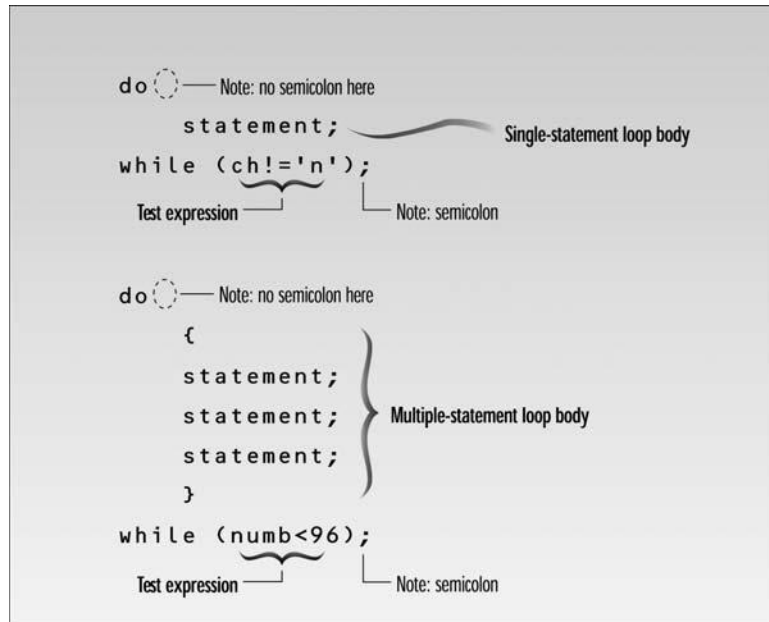 do Note: no semicolon here
statement; Single-statement loop body
while (ch!='n');
Test expression Note: semicolon
do Note: no semicolon here
{
statement;
statement; Multiple-statement loop body
statement;
}
while (numb<96);
Test expression Note: semicolon